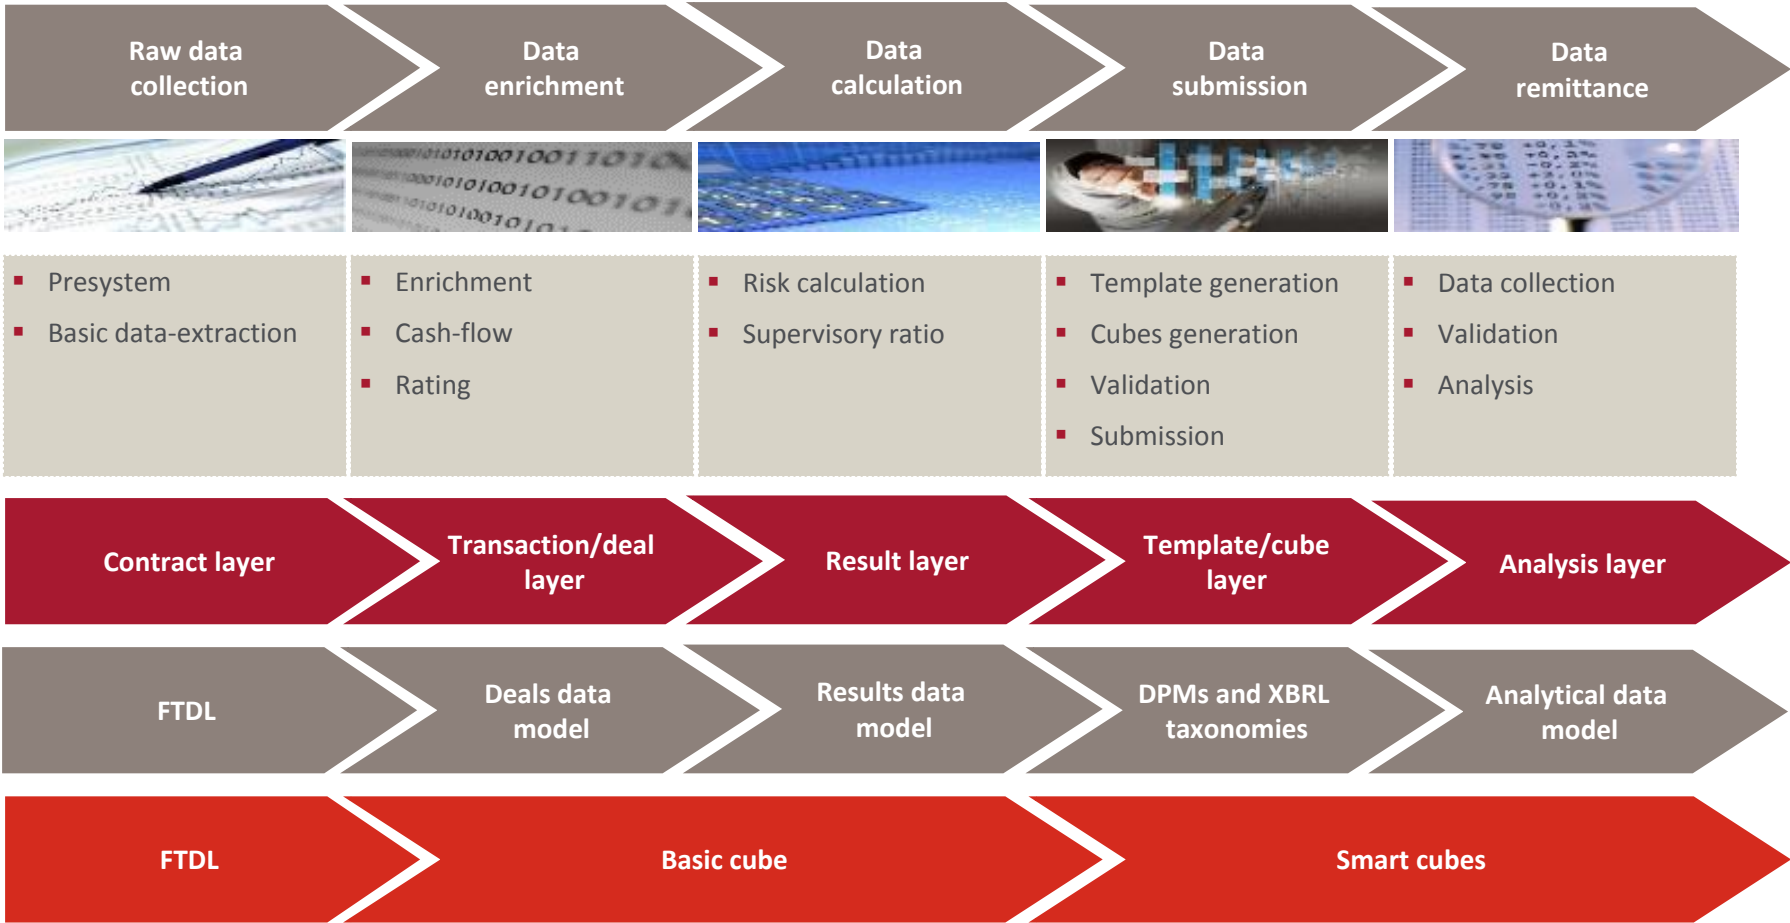 Raw data
collection
Data
enrichment
Data
calculation
Data
submission
Data
remittance
Presystem
Basic data-extraction
Enrichment
Cash-flow
Rating
Risk calculation
Supervisory ratio
Template generation
Cubes generation
Validation
Submission
Data collection
Validation
Analysis
Contract layer
Transaction/deal
layer
Result layer
Template/cube
layer
Analysis layer
FTDL
Deals data
model
Results data
model
DPMs and XBRL
taxonomies
Analytical data
model
FTDL
Basic cube
Smart cubes